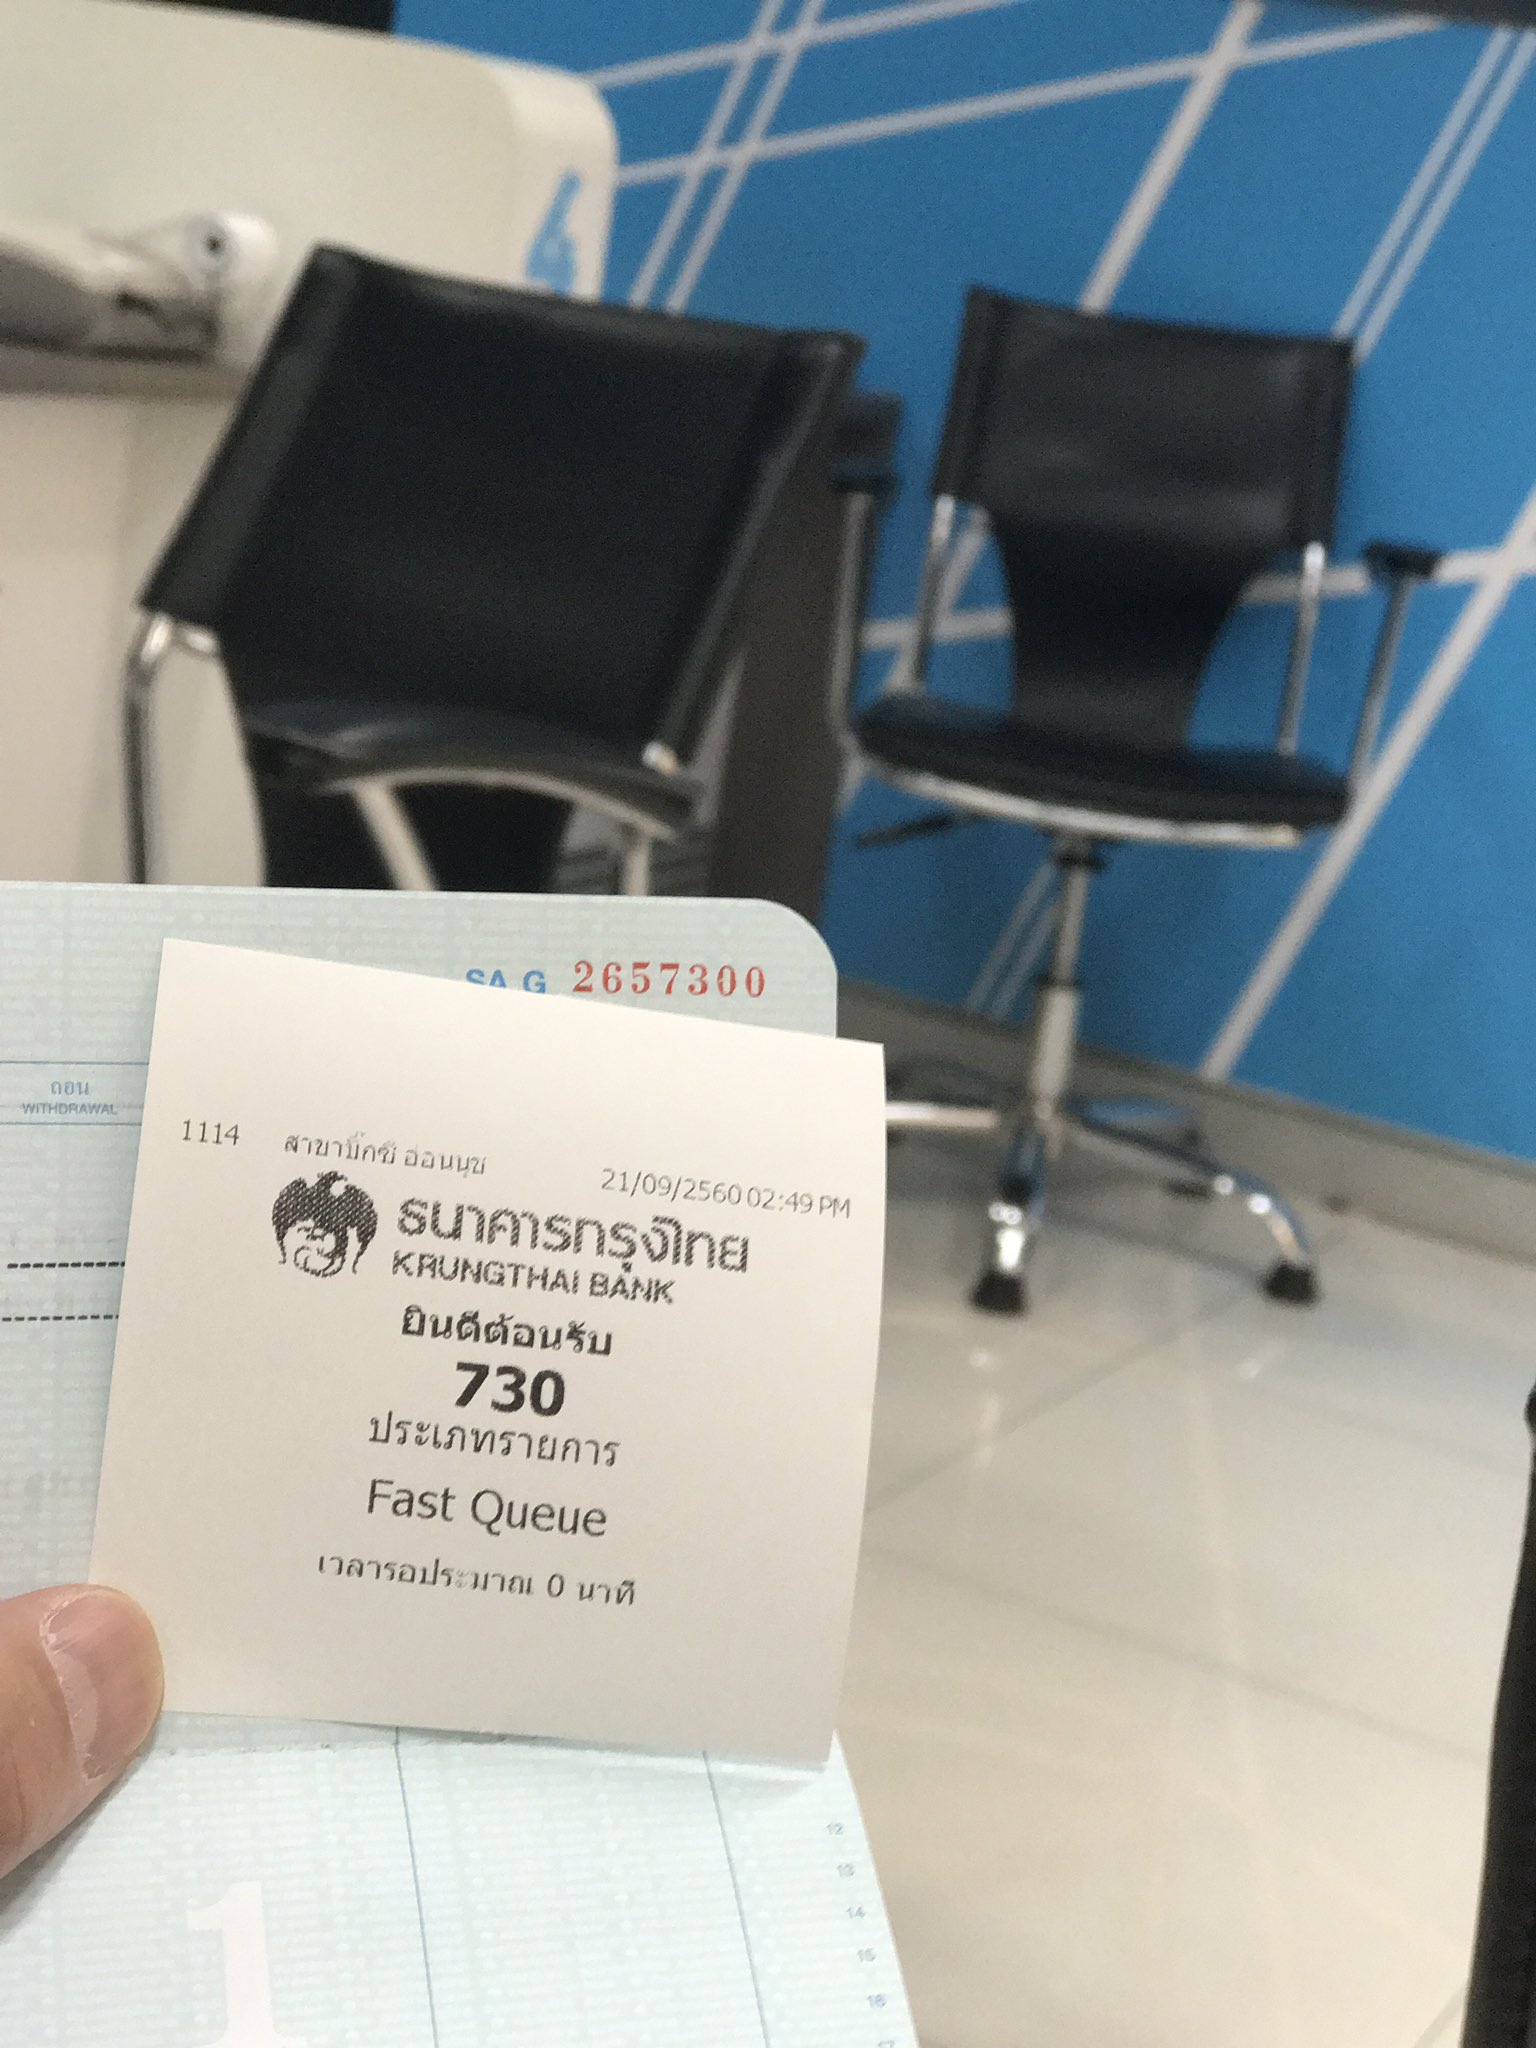 SA G 2657300
ถอน
WITHDRAWAL
1114 สาขาบิ๊กซี อ่อนนุช 21/09/2560 02:49 PM
ธนาคารกรุงไทย
KRUNGTHAI BANK
ยินดีต้อนรับ
730
ประเภทรายการ
Fast Queue
เวลารอประมาณ 0 นาที
12
13
14
15
16
17
1